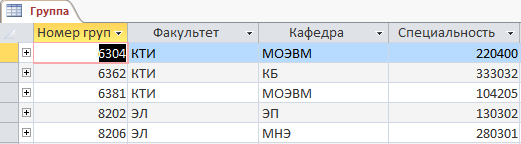 Группа
Номер груп Факультет Кафедра Специальность
6304 КТИ МОЭВМ 220400
6362 КТИ КБ 333032
6381 КТИ МОЭВМ 104205
8202 ЭЛ ЭП 130302
8206 ЭЛ МНЭ 280301